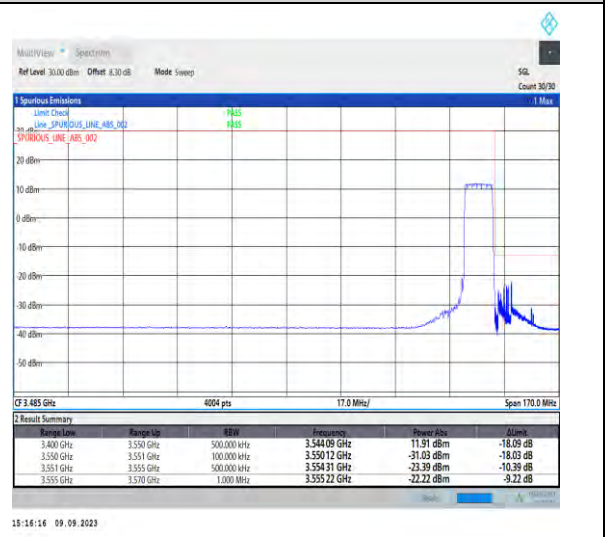 MultiView Spectrum
Ref Level 30.00 dBm Offset 8.30 dB Mode Sweep SGL
Count 30/30
1 Spurious Emissions 1 Max
Limit Check PASS
Line _SPURIOUS_LINE_ABS_002 PASS
SPURIOUS_LINE_ABS_002
20 dBm
10 dBm
0 dBm
-10 dBm
-20 dBm
-30 dBm
-40 dBm
-50 dBm
CF 3.485 GHz 4004 pts 17.0 MHz/ Span 170.0 MHz
2 Result Summary
Range Low Range Up RBW Frequency Power Abs ΔLimit
3.400 GHz 3.550 GHz 500.000 kHz 3.54409 GHz 11.91 dBm -18.09 dB
3.550 GHz 3.551 GHz 100.000 kHz 3.55012 GHz -31.03 dBm -18.03 dB
3.551 GHz 3.555 GHz 500.000 kHz 3.55431 GHz -23.39 dBm -10.39 dB
3.555 GHz 3.570 GHz 1.000 MHz 3.55522 GHz -22.22 dBm -9.22 dB
Ready
15:16:16 09.09.2023